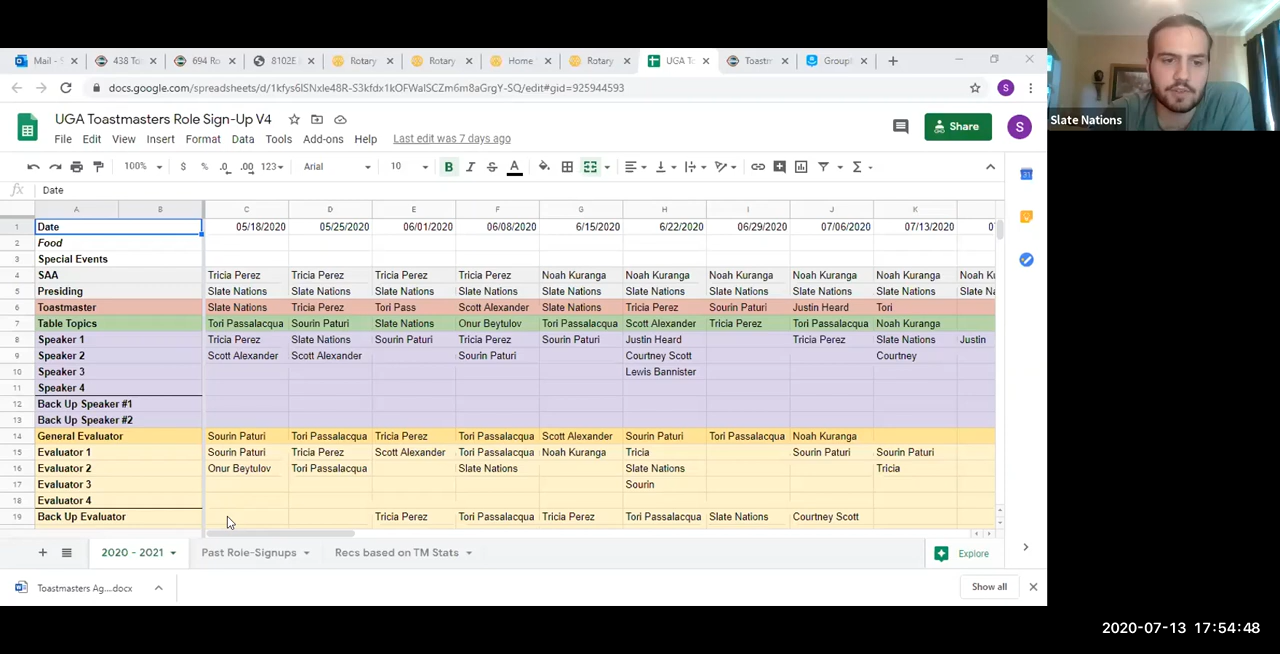 Mail - S 438 To 694 Ro 8102E Rotary Rotary Home Rotary UGA T Toastm GroupI
docs.google.com/spreadsheets/d/1kfys6lSNxle48R-S3kfdx1kOFWaISCZm6m8aGrgY-SQ/edit#gid=925944593 S
UGA Toastmasters Role Sign-Up V4
File Edit View Insert Format Data Tools Add-ons Help Last edit was 7 days ago Share S
100% $ % .0 .00 123 Arial 10 B I S A
fx Date
A B C D E F G H I J K
1 Date 05/18/2020 05/25/2020 06/01/2020 06/08/2020 6/15/2020 6/22/2020 06/29/2020 07/06/2020 07/13/2020 0
2 Food
3 Special Events
4 SAA Tricia Perez Tricia Perez Tricia Perez Tricia Perez Noah Kuranga Noah Kuranga Noah Kuranga Noah Kuranga Noah Kuranga Noah Ku
5 Presiding Slate Nations Slate Nations Slate Nations Slate Nations Slate Nations Slate Nations Slate Nations Slate Nations Slate Nations Slate Na
6 Toastmaster Slate Nations Tricia Perez Tori Pass Scott Alexander Slate Nations Tricia Perez Sourin Paturi Justin Heard Tori
7 Table Topics Tori Passalacqua Sourin Paturi Slate Nations Onur Beytulov Tori Passalacqua Scott Alexander Tricia Perez Tori Passalacqua Noah Kuranga
8 Speaker 1 Tricia Perez Slate Nations Sourin Paturi Tricia Perez Sourin Paturi Justin Heard Tricia Perez Slate Nations Justin
9 Speaker 2 Scott Alexander Scott Alexander Sourin Paturi Courtney Scott Courtney
10 Speaker 3 Lewis Bannister
11 Speaker 4
12 Back Up Speaker #1
13 Back Up Speaker #2
14 General Evaluator Sourin Paturi Tori Passalacqua Tricia Perez Tori Passalacqua Scott Alexander Sourin Paturi Tori Passalacqua Noah Kuranga
15 Evaluator 1 Sourin Paturi Tricia Perez Scott Alexander Tori Passalacqua Noah Kuranga Tricia Sourin Paturi Sourin Paturi
16 Evaluator 2 Onur Beytulov Tori Passalacqua Slate Nations Slate Nations Tricia
17 Evaluator 3 Sourin
18 Evaluator 4
19 Back Up Evaluator Tricia Perez Tori Passalacqua Tricia Perez Tori Passalacqua Slate Nations Courtney Scott
2020 - 2021 Past Role-Signups Recs based on TM Stats Explore
Toastmasters Ag....docx Show all
Slate Nations
2020-07-13 17:54:48